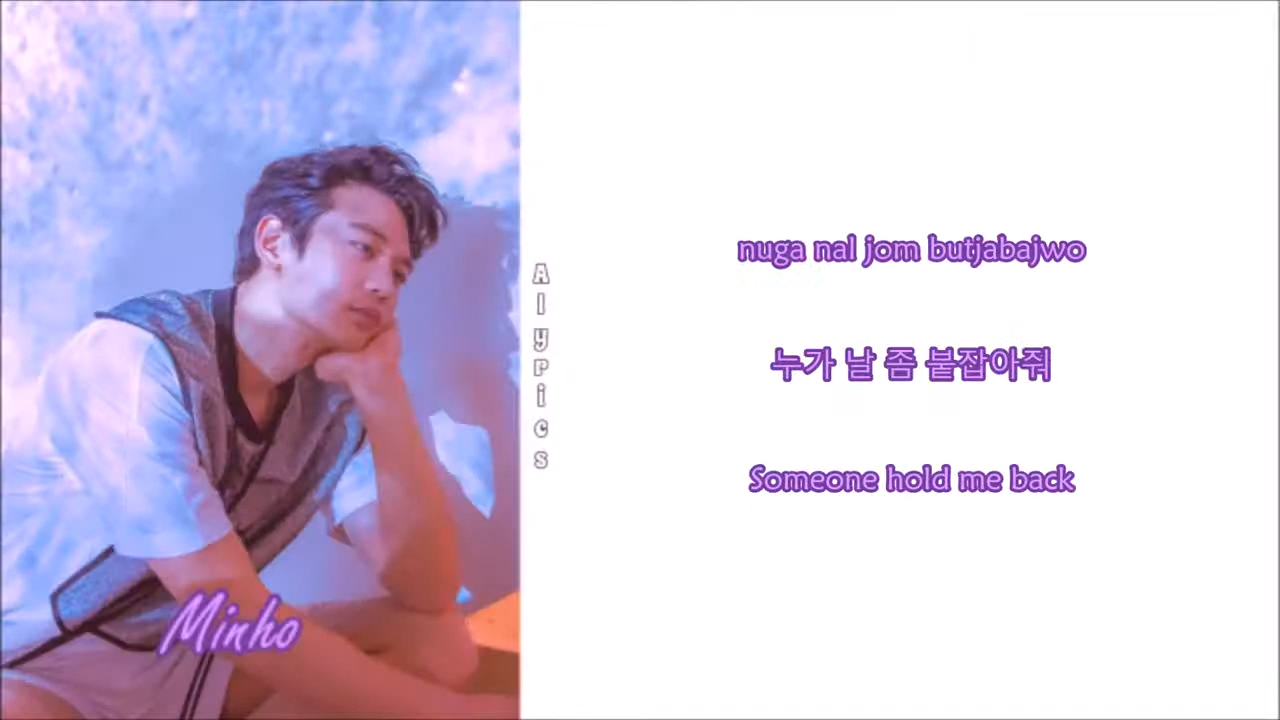 Minho
Alyrics
nuga nal jom butjabajwo
누가 날 좀 붙잡아줘
Someone hold me back